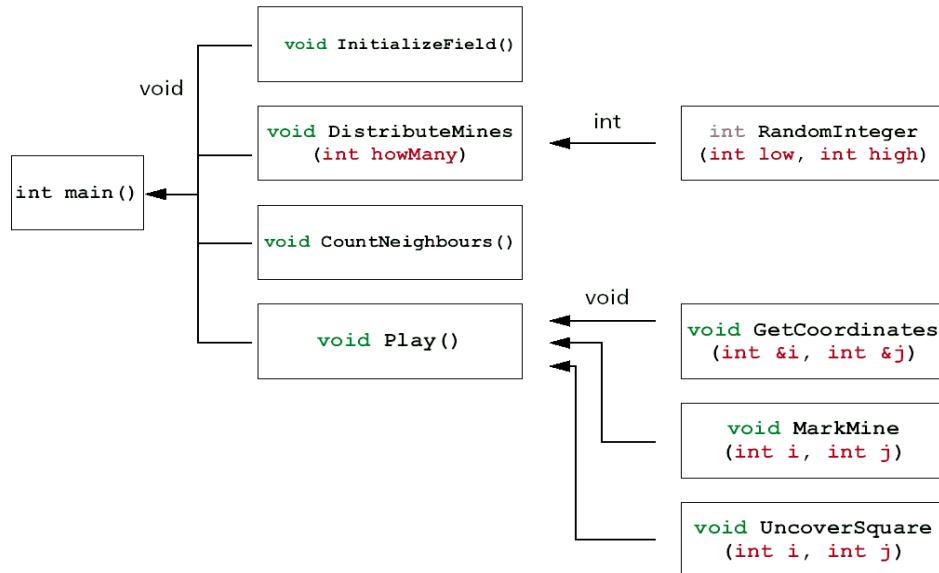 void InitializeField()
void
void DistributeMines
(int howMany)
int
int RandomInteger
(int low, int high)
int main()
void CountNeighbours()
void
void Play()
void GetCoordinates
(int &i, int &j)
void MarkMine
(int i, int j)
void UncoverSquare
(int i, int j)